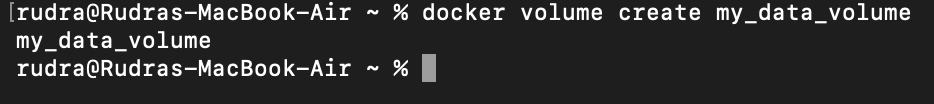 [rudra@Rudras-MacBook-Air ~ % docker volume create my_data_volume
my_data_volume
rudra@Rudras-MacBook-Air ~ %